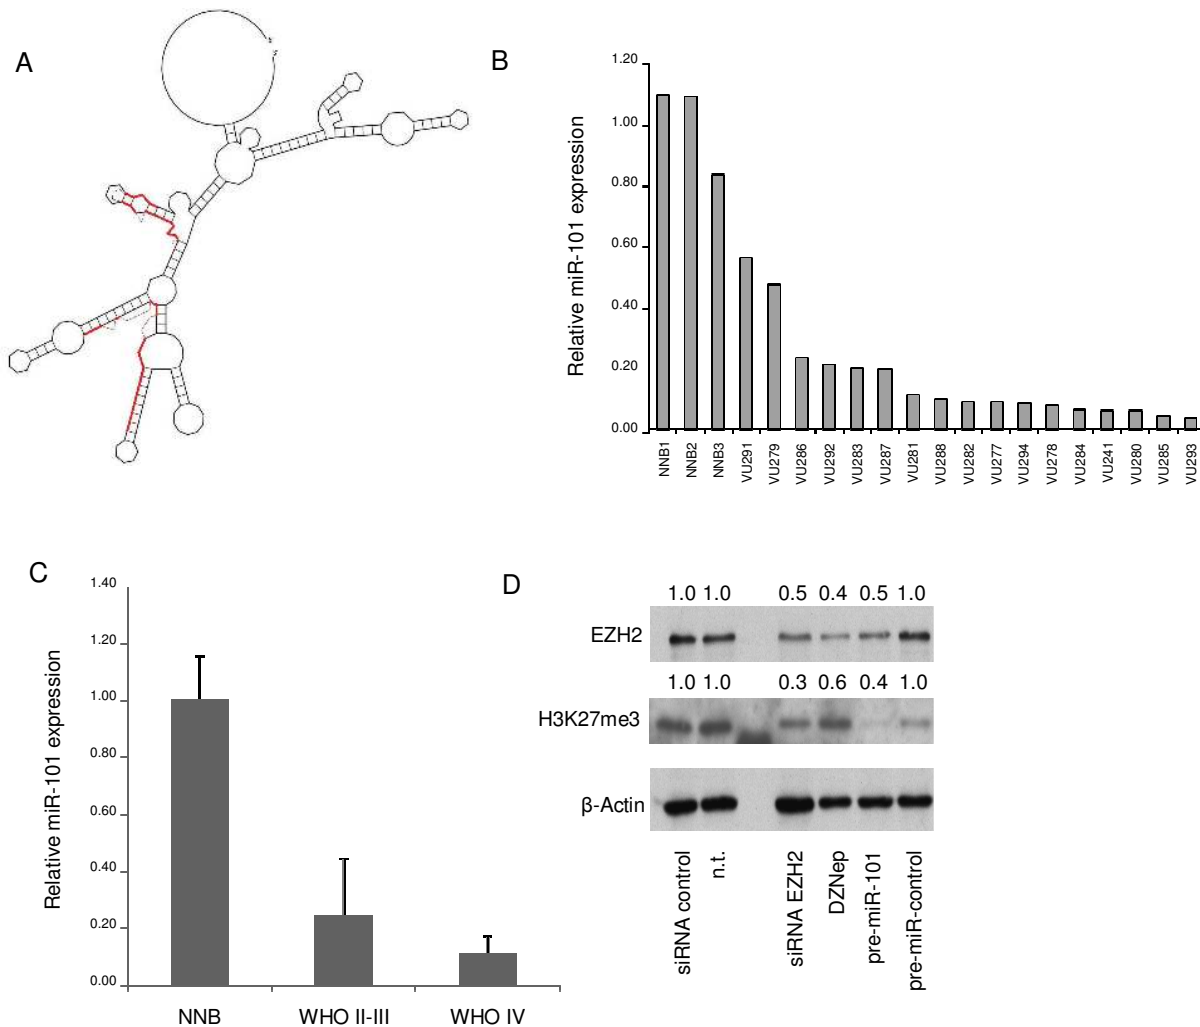 A
B
Relative miR-101 expression
1.20
1.00
0.80
0.60
0.40
0.20
0.00
NNB1
NNB2
NNB3
VU291
VU279
VU286
VU292
VU283
VU287
VU281
VU288
VU282
VU277
VU294
VU278
VU284
VU241
VU280
VU285
VU293
C
Relative miR-101 expression
1.40
1.20
1.00
0.80
0.60
0.40
0.20
0.00
NNB
WHO II-III
WHO IV
D
1.0 1.0 0.5 0.4 0.5 1.0
EZH2
1.0 1.0 0.3 0.6 0.4 1.0
H3K27me3
β-Actin
siRNA control
n.t.
siRNA EZH2
DZNep
pre-miR-101
pre-miR-control